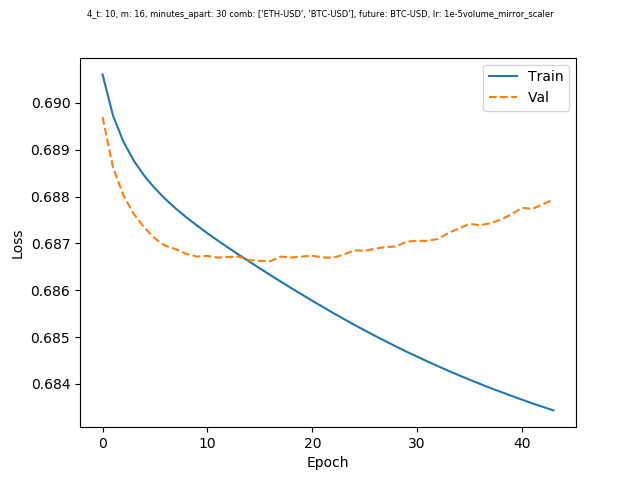 4_t: 10, m: 16, minutes_apart: 30 comb: ['ETH-USD', 'BTC-USD'], future: BTC-USD, lr: 1e-5volume_mirror_scaler
Train
Val
0.690
0.689
0.688
0.687
0.686
0.685
0.684
Loss
0
10
20
30
40
Epoch